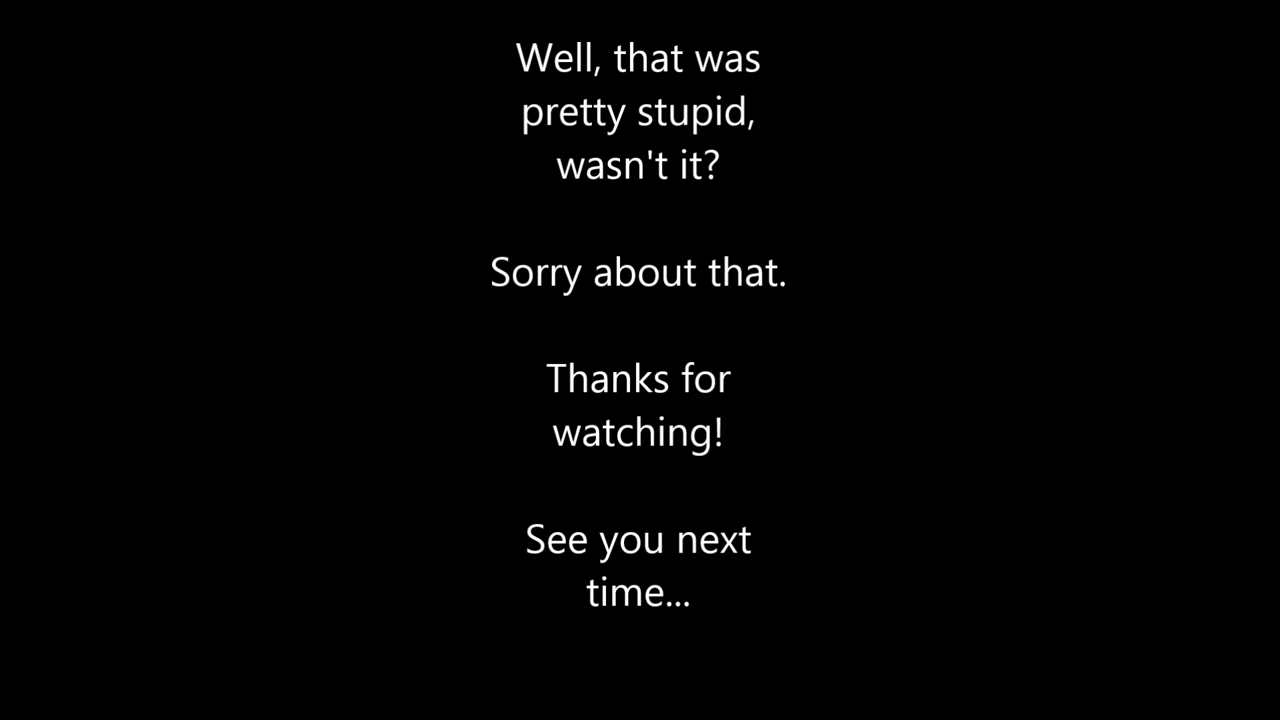 Well, that was
pretty stupid,
wasn't it?
Sorry about that.
Thanks for
watching!
See you next
time...